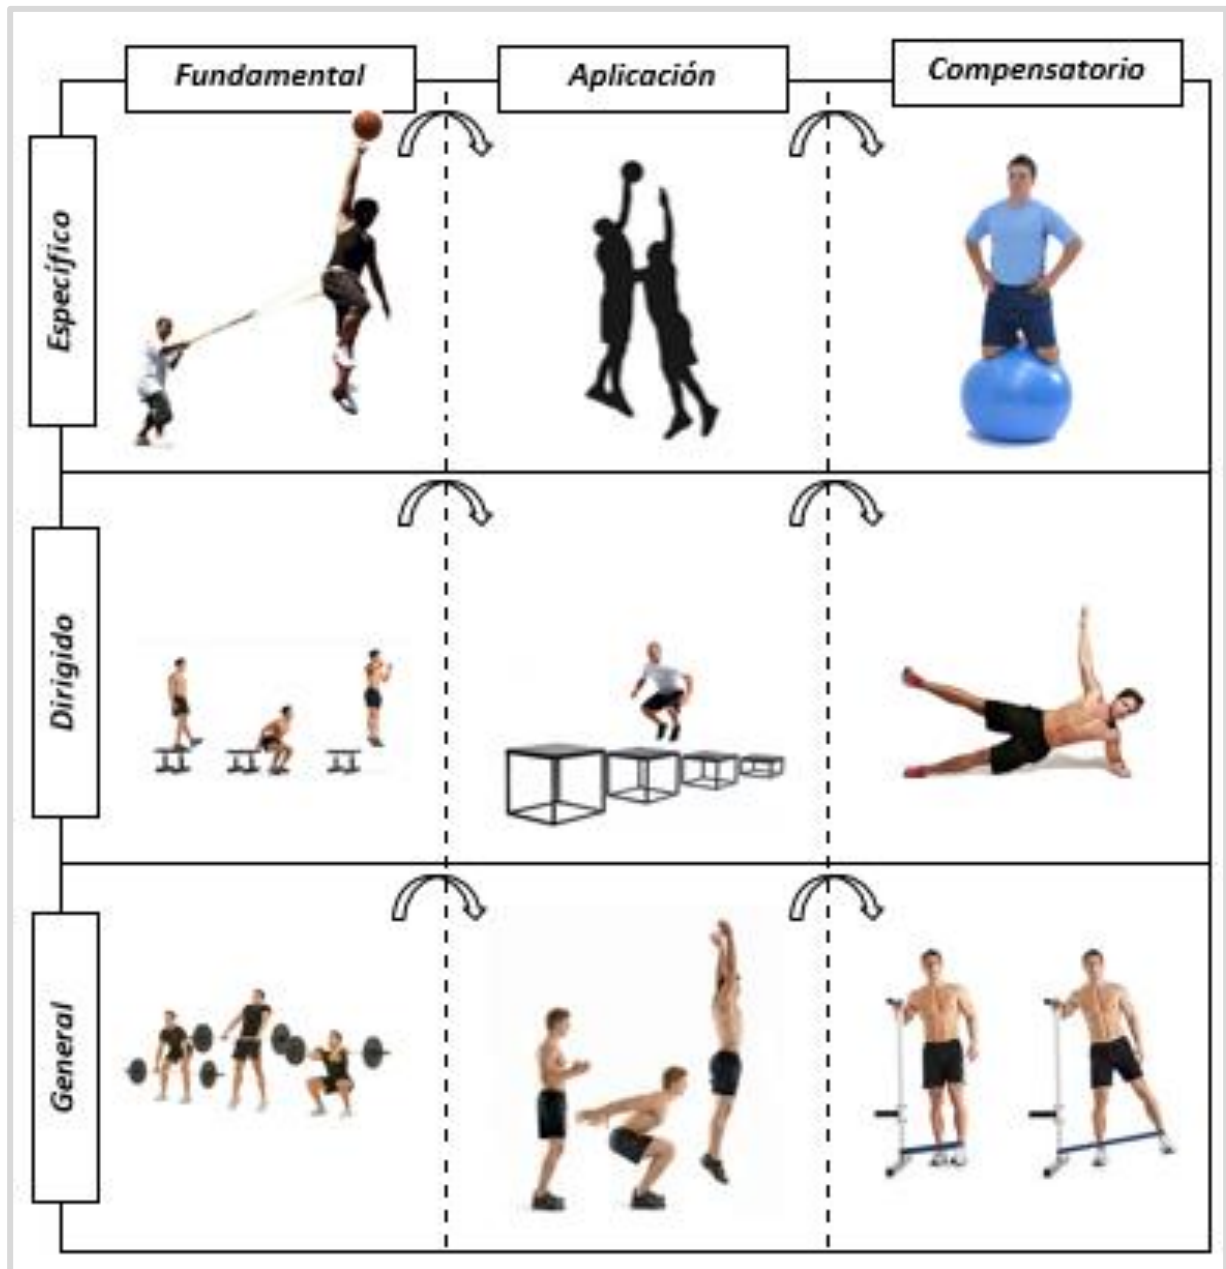 Fundamental
Aplicación
Compensatorio
Específico
Dirigido
General